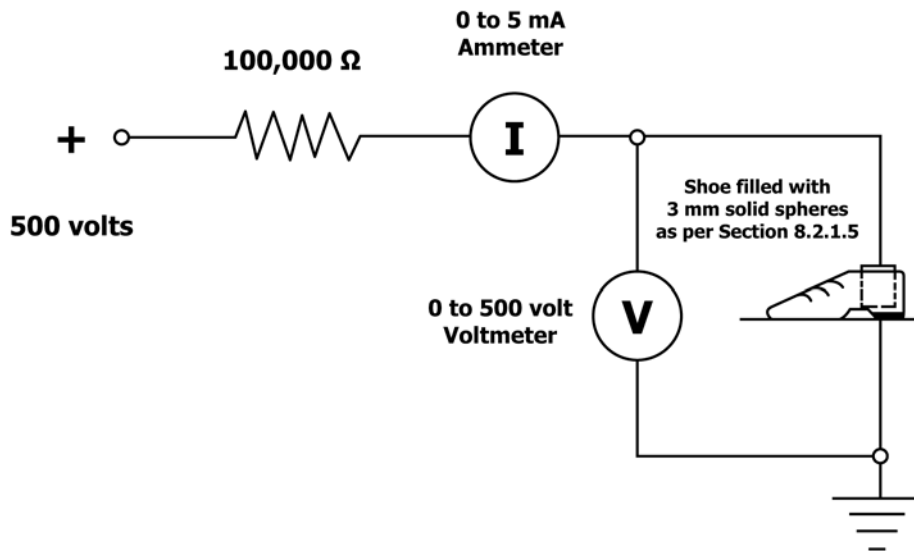 0 to 5 mA
Ammeter
100,000 Ω
+
I
500 volts
Shoe filled with
3 mm solid spheres
as per Section 8.2.1.5
0 to 500 volt
Voltmeter
V